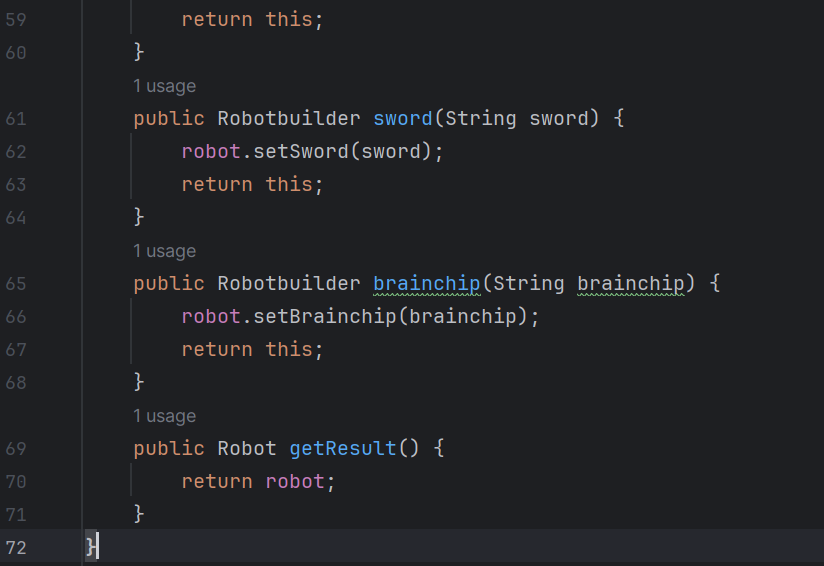 59 return this;
60 }
1 usage
61 public Robotbuilder sword(String sword) {
62 robot.setSword(sword);
63 return this;
64 }
1 usage
65 public Robotbuilder brainchip(String brainchip) {
66 robot.setBrainchip(brainchip);
67 return this;
68 }
1 usage
69 public Robot getResult() {
70 return robot;
71 }
72 }